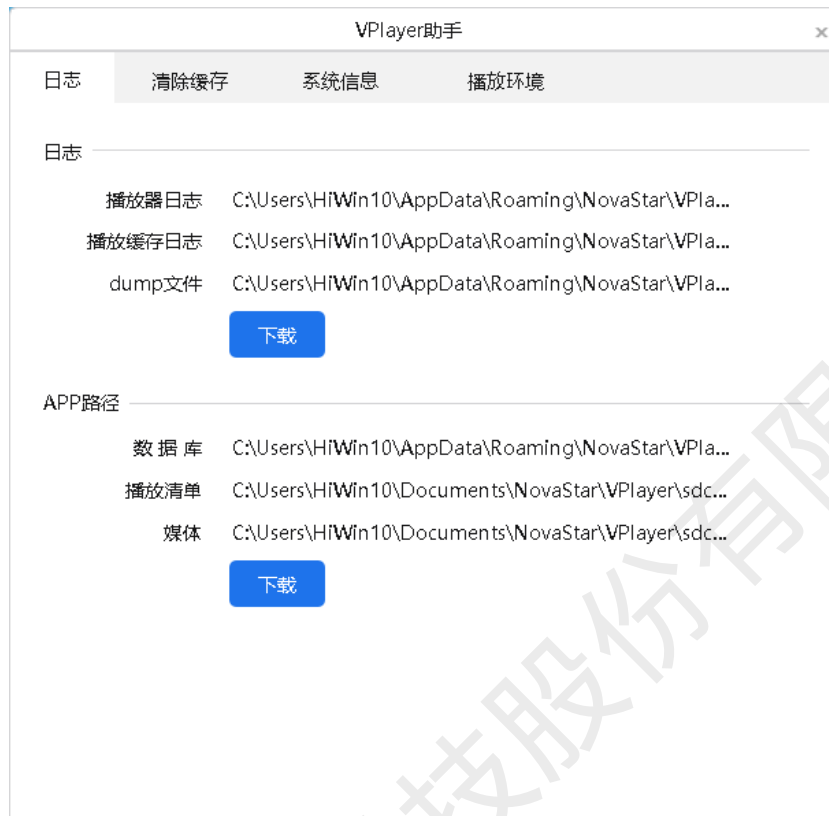 VPlayer助手
日志 清除缓存 系统信息 播放环境
日志
播放器日志 C:\Users\HiWin10\AppData\Roaming\NovaStar\VPla...
播放缓存日志 C:\Users\HiWin10\AppData\Roaming\NovaStar\VPla...
dump文件 C:\Users\HiWin10\AppData\Roaming\NovaStar\VPla...
下载
APP路径
数据库 C:\Users\HiWin10\AppData\Roaming\NovaStar\VPla...
播放清单 C:\Users\HiWin10\Documents\NovaStar\VPlayer\sdc...
媒体 C:\Users\HiWin10\Documents\NovaStar\VPlayer\sdc...
下载
技股份有限